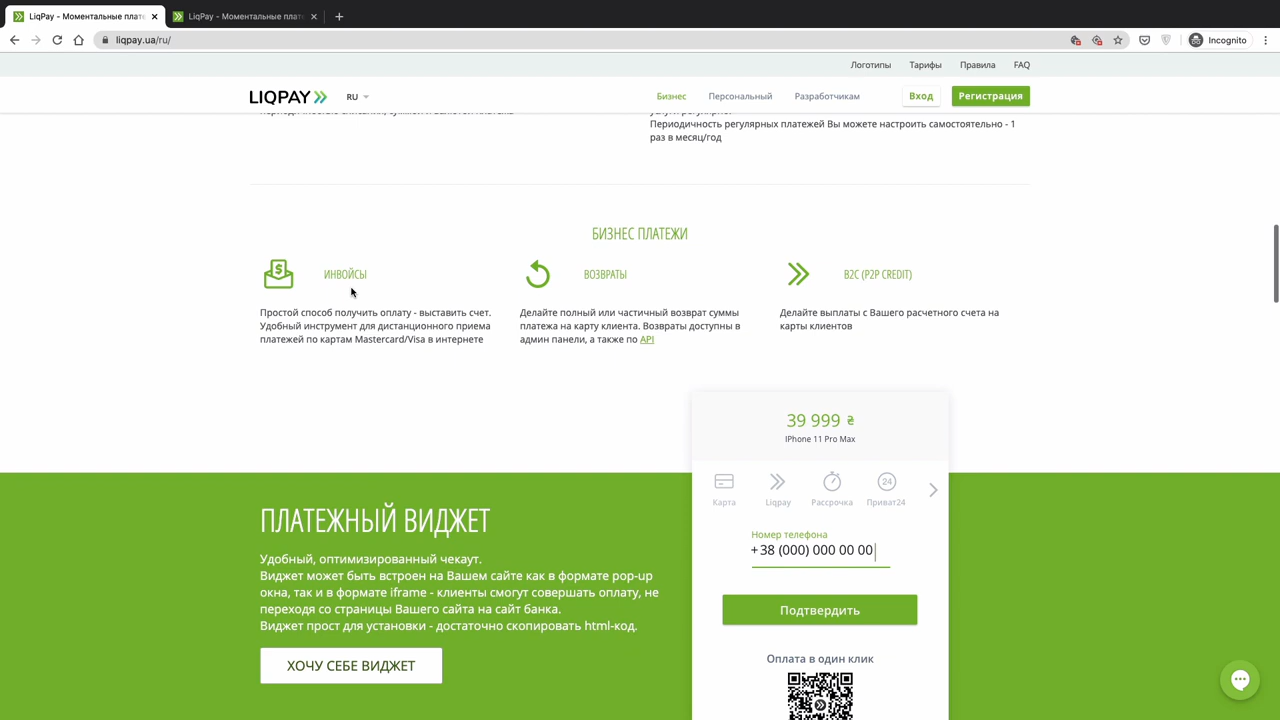 LiqPay - Моментальные плате
LiqPay - Моментальные плате
liqpay.ua/ru/
Incognito
Логотипы Тарифы Правила FAQ
LIQPAY RU Бизнес Персональный Разработчикам Вход Регистрация
Периодичность регулярных платежей Вы можете настроить самостоятельно - 1
раз в месяц/год
БИЗНЕС ПЛАТЕЖИ
ИНВОЙСЫ
Простой способ получить оплату - выставить счет.
Удобный инструмент для дистанционного приема
платежей по картам Mastercard/Visa в интернете
ВОЗВРАТЫ
Делайте полный или частичный возврат суммы
платежа на карту клиента. Возвраты доступны в
админ панели, а также по API
B2C (P2P CREDIT)
Делайте выплаты с Вашего расчетного счета на
карты клиентов
39 999 ₴
IPhone 11 Pro Max
Карта Liqpay Рассрочка 24 Приват24
Номер телефона
+38 (000) 000 00 00
Подтвердить
Оплата в один клик
ПЛАТЕЖНЫЙ ВИДЖЕТ
Удобный, оптимизированный чекаут.
Виджет может быть встроен на Вашем сайте как в формате pop-up
окна, так и в формате iframe - клиенты смогут совершать оплату, не
переходя со страницы Вашего сайта на сайт банка.
Виджет прост для установки - достаточно скопировать html-код.
ХОЧУ СЕБЕ ВИДЖЕТ